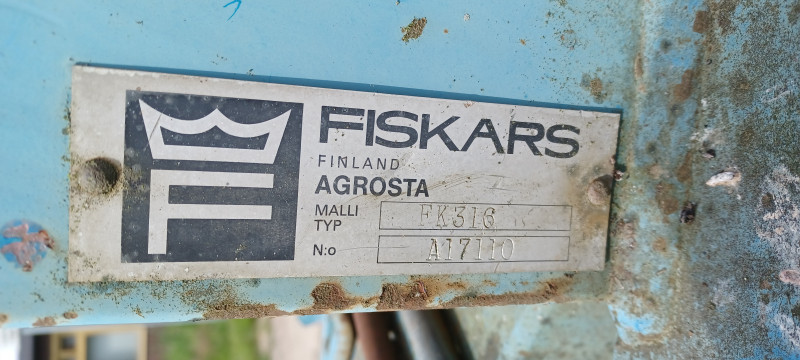 FISKARS
FINLAND
AGROSTA
MALLI
TYP FK316
N:o A17110